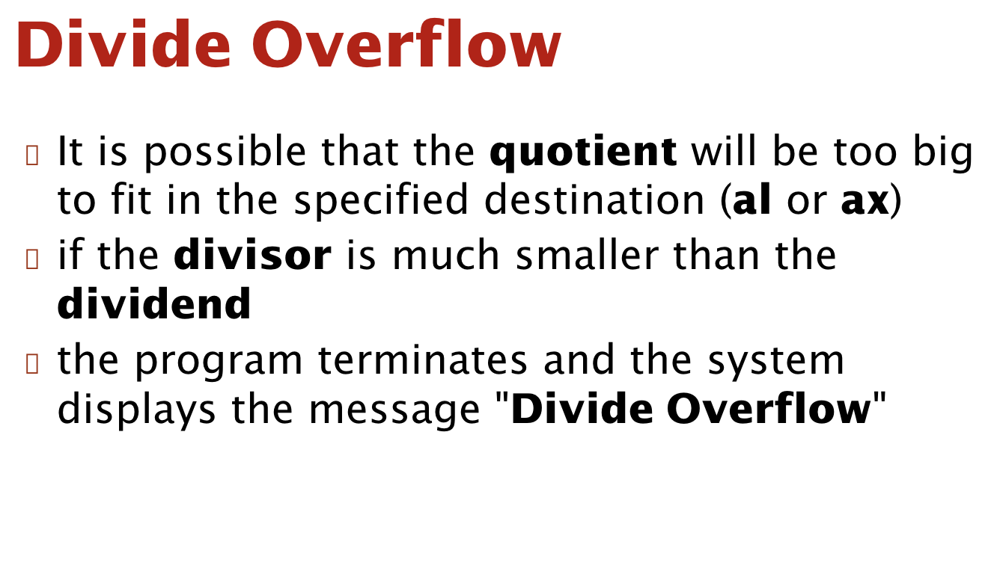 Divide Overflow
It is possible that the quotient will be too big
to fit in the specified destination (al or ax)
if the divisor is much smaller than the
dividend
the program terminates and the system
displays the message "Divide Overflow"